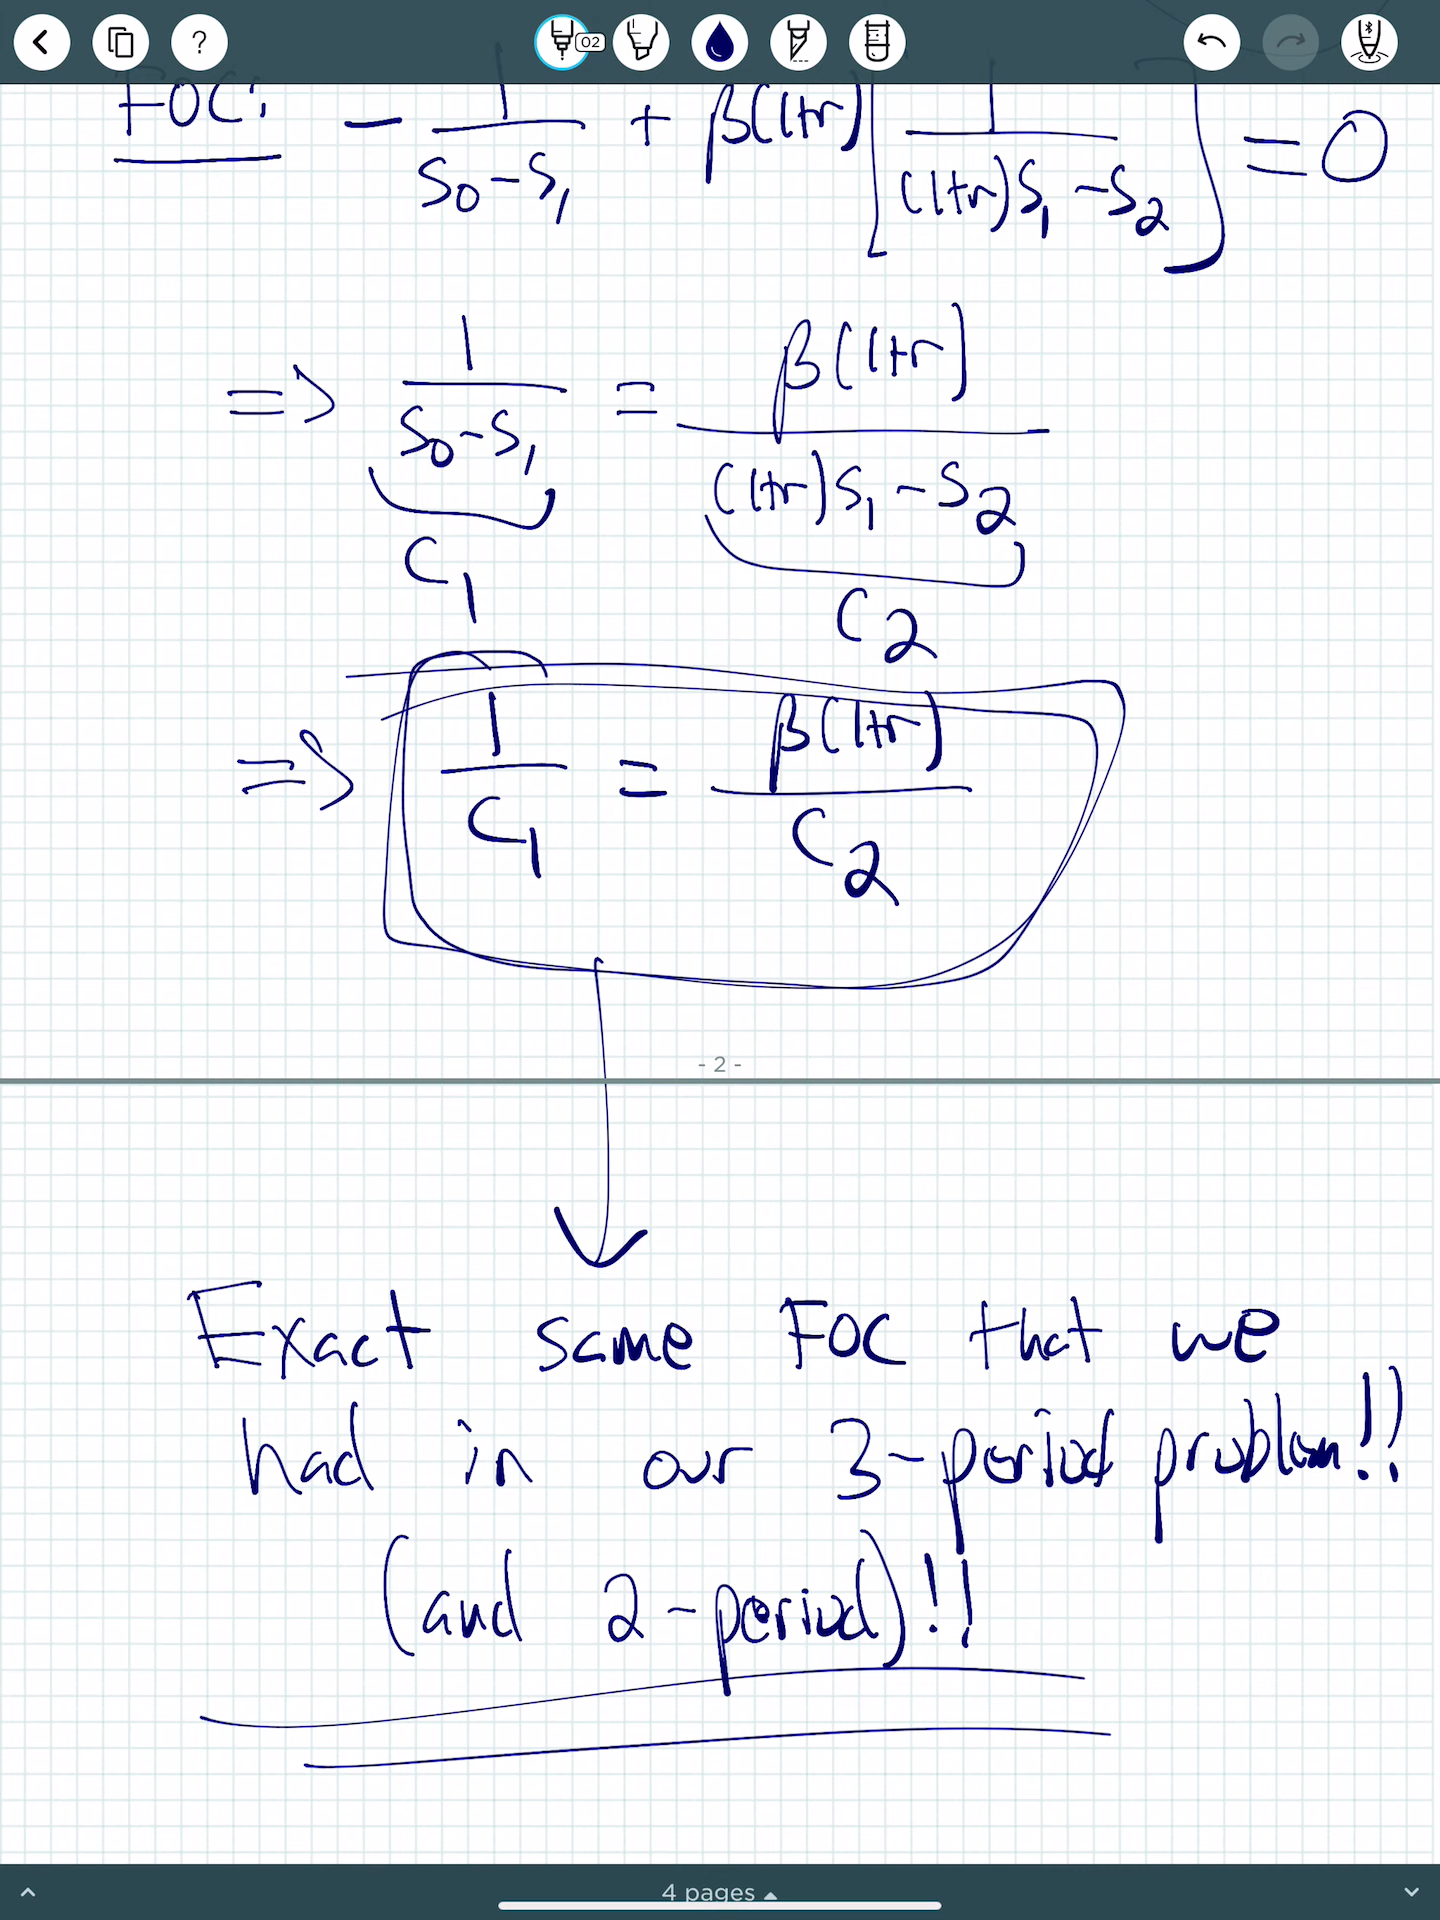 ?
02
FOC: - 1/(S₀-S₁) + β(1+r)[1/((1+r)S₁-S₂)] = 0
=> 1/(S₀-S₁) = β(1+r)/((1+r)S₁-S₂)
C₁ C₂
=> 1/C₁ = β(1+r)/C₂
- 2 -
Exact same FOC that we
had in our 3-period problem!!
(and 2-period)!!
4 pages